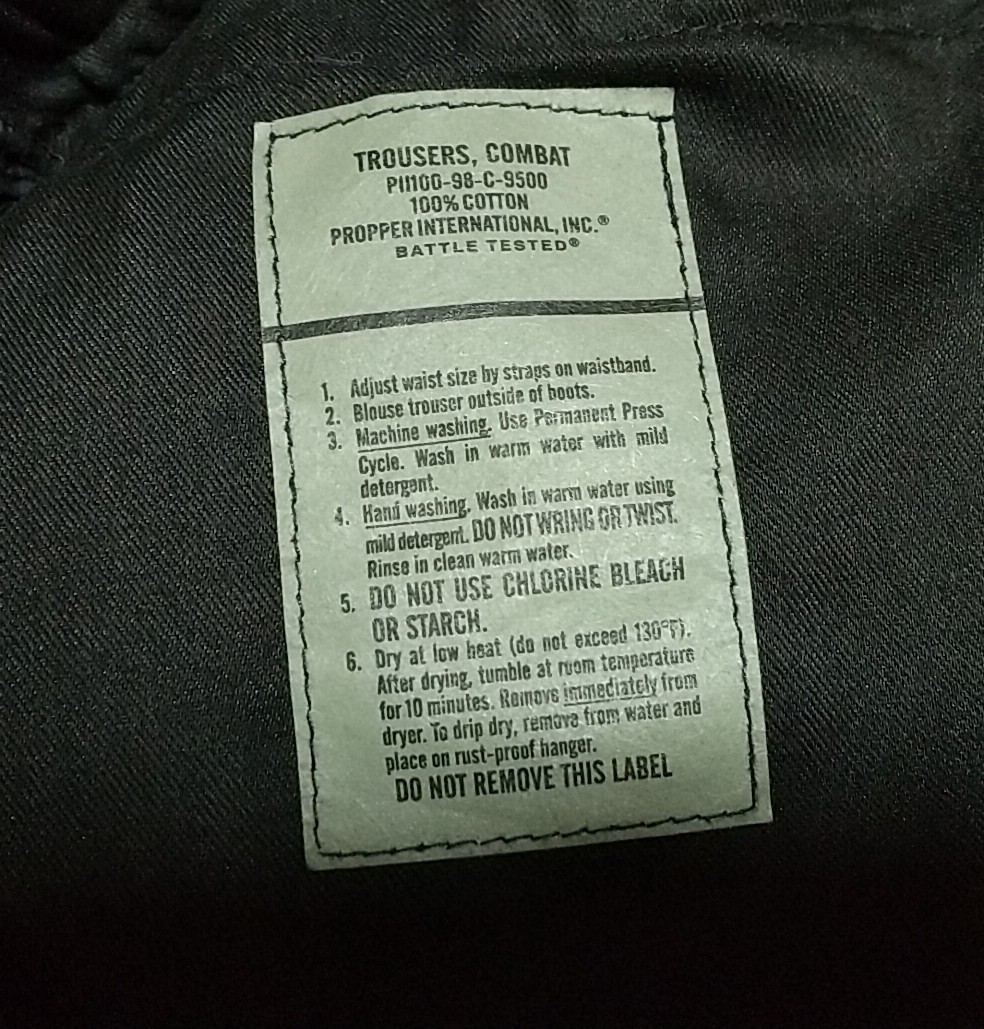 TROUSERS, COMBAT
PII100-98-C-9500
100% COTTON
PROPPER INTERNATIONAL, INC.®
BATTLE TESTED®
1. Adjust waist size by straps on waistband.
2. Blouse trouser outside of boots.
3. Machine washing. Use Permanent Press
Cycle. Wash in warm water with mild
detergent.
4. Hand washing. Wash in warm water using
mild detergent. DO NOT WRING OR TWIST.
Rinse in clean warm water.
5. DO NOT USE CHLORINE BLEACH
OR STARCH.
6. Dry at low heat (do not exceed 130°F).
After drying, tumble at room temperature
for 10 minutes. Remove immediately from
dryer. To drip dry, remove from water and
place on rust-proof hanger.
DO NOT REMOVE THIS LABEL